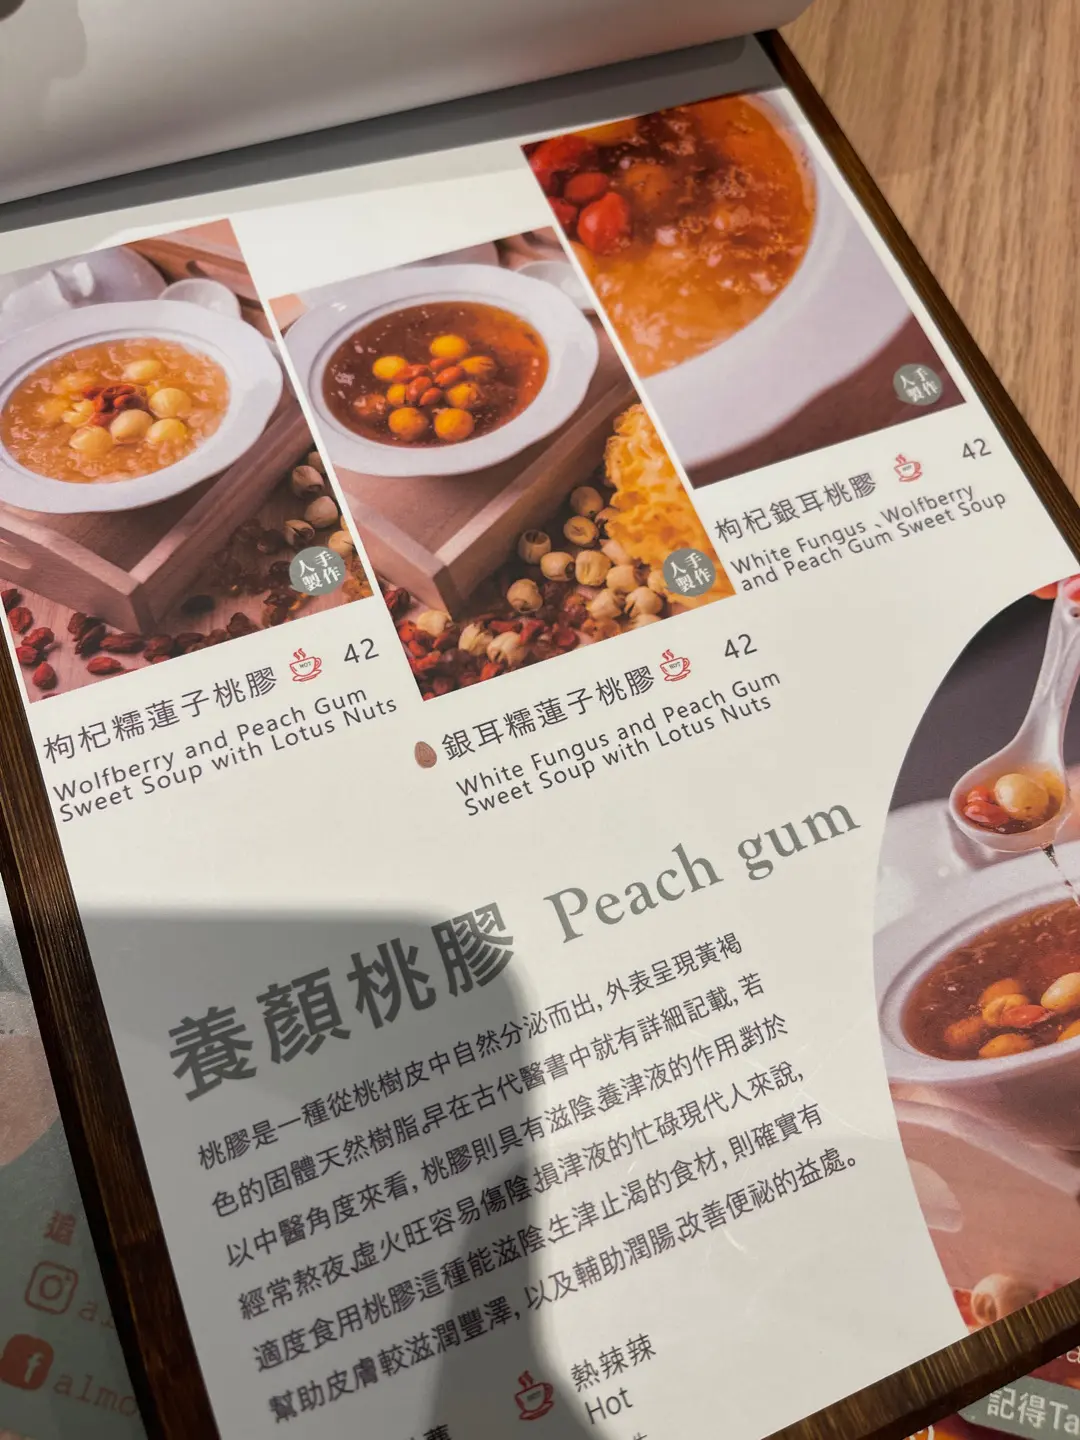 人手
製作
枸杞銀耳桃膠 HOT 42
White Fungus、Wolfberry
and Peach Gum Sweet Soup
人手
製作
枸杞糯蓮子桃膠 HOT 42
Wolfberry and Peach Gum
Sweet Soup with Lotus Nuts
人手
製作
銀耳糯蓮子桃膠 HOT 42
White Fungus and Peach Gum
Sweet Soup with Lotus Nuts
養顏桃膠 Peach gum
桃膠是一種從桃樹皮中自然分泌而出, 外表呈現黃褐
色的固體天然樹脂,早在古代醫書中就有詳細記載, 若
以中醫角度來看, 桃膠則具有滋陰、養津液的作用,對於
經常熬夜、虛火旺容易傷陰、損津液的忙碌現代人來說,
適度食用桃膠這種能滋陰、生津止渴的食材, 則確實有
幫助皮膚較滋潤豐澤, 以及輔助潤腸、改善便祕的益處。
HOT 熱辣辣
Hot
追
almo
記得Ta